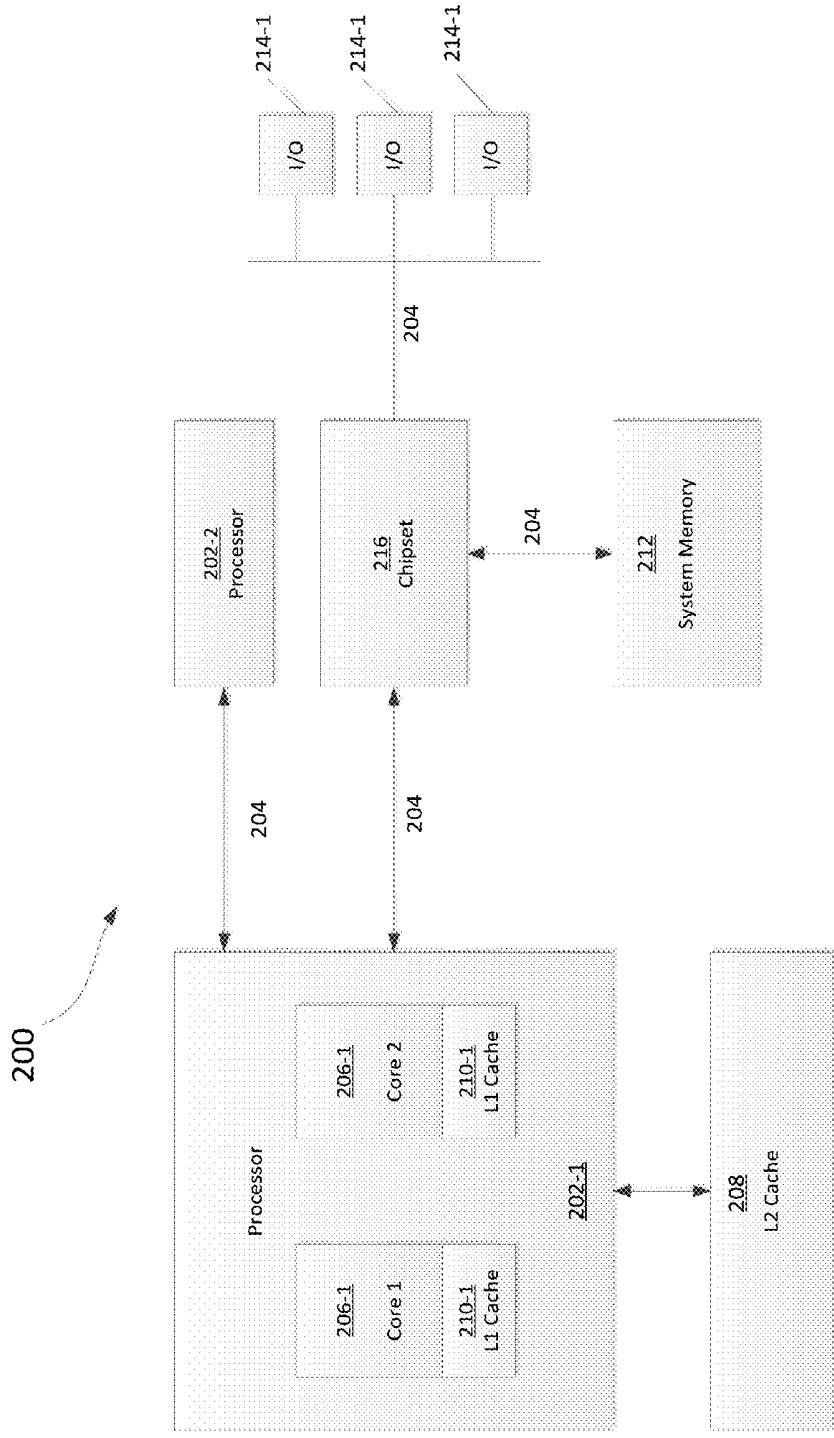 200
Processor
206-1
Core 1
210-1
L1 Cache
206-1
Core 2
210-1
L1 Cache
202-1
208
L2 Cache
204
204
202-2
Processor
216
Chipset
204
212
System Memory
204
I/O
214-1
I/O
214-1
I/O
214-1